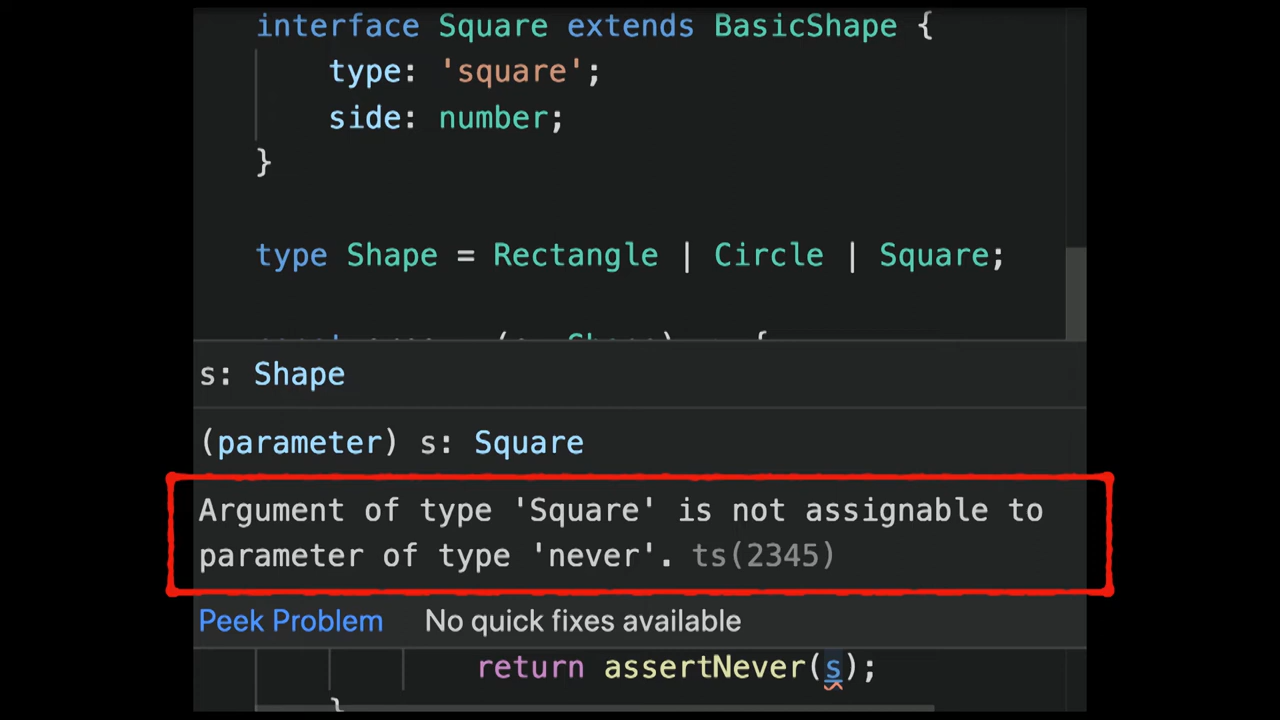 interface Square extends BasicShape {
type: 'square';
side: number;
}
type Shape = Rectangle | Circle | Square;
s: Shape
(parameter) s: Square
Argument of type 'Square' is not assignable to
parameter of type 'never'. ts(2345)
Peek Problem No quick fixes available
return assertNever(s);
}